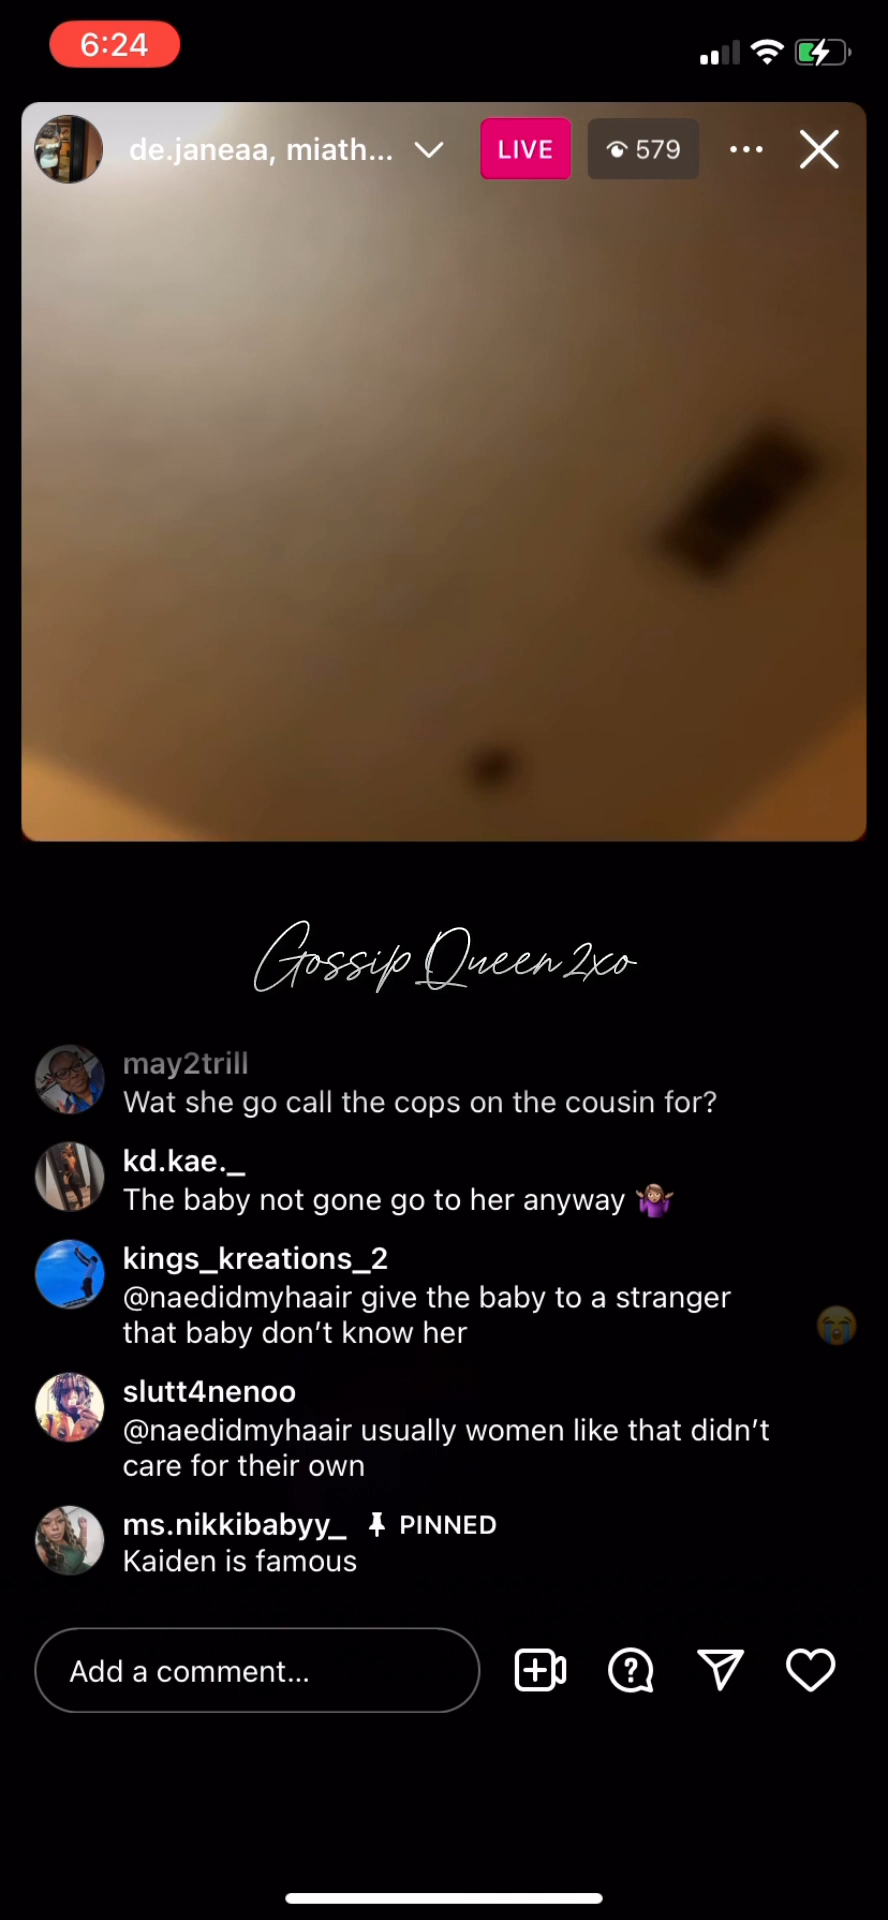 6:24
de.janeaa, miath...
LIVE
579
Gossip Queen2xo
may2trill
Wat she go call the cops on the cousin for?
kd.kae._
The baby not gone go to her anyway 🤷🏽‍♀️
kings_kreations_2
@naedidmyhaair give the baby to a stranger
that baby don't know her
slutt4nenoo
@naedidmyhaair usually women like that didn't
care for their own
ms.nikkibabyy_ PINNED
Kaiden is famous
Add a comment...